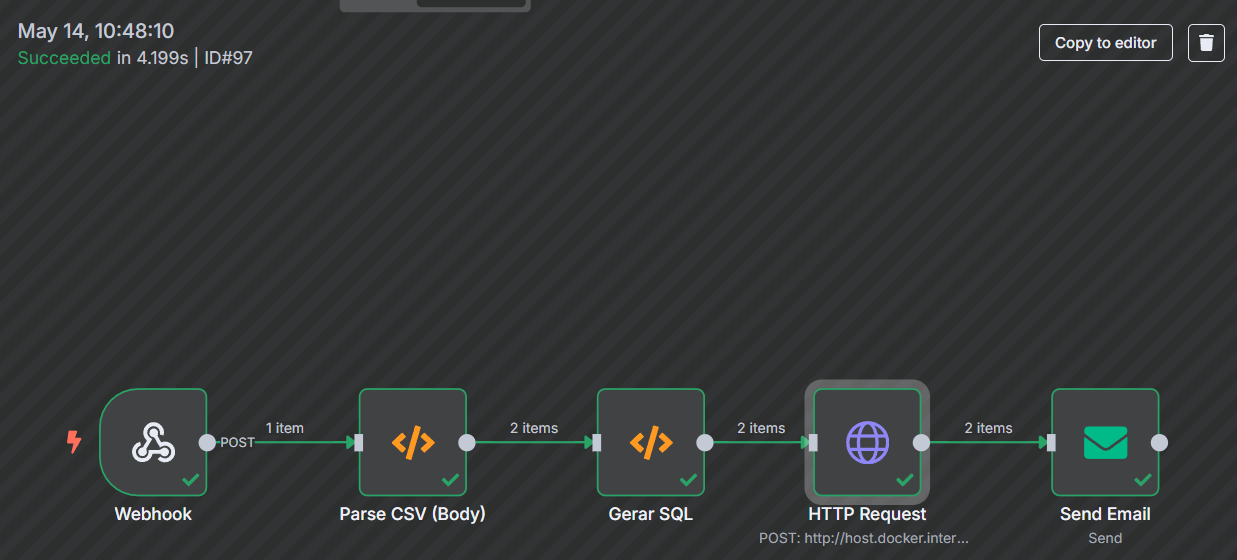 May 14, 10:48:10
Succeeded in 4.199s | ID#97
Copy to editor
POST
1 item
2 items
2 items
2 items
Webhook
Parse CSV (Body)
Gerar SQL
HTTP Request
POST: http://host.docker.inter...
Send Email
Send